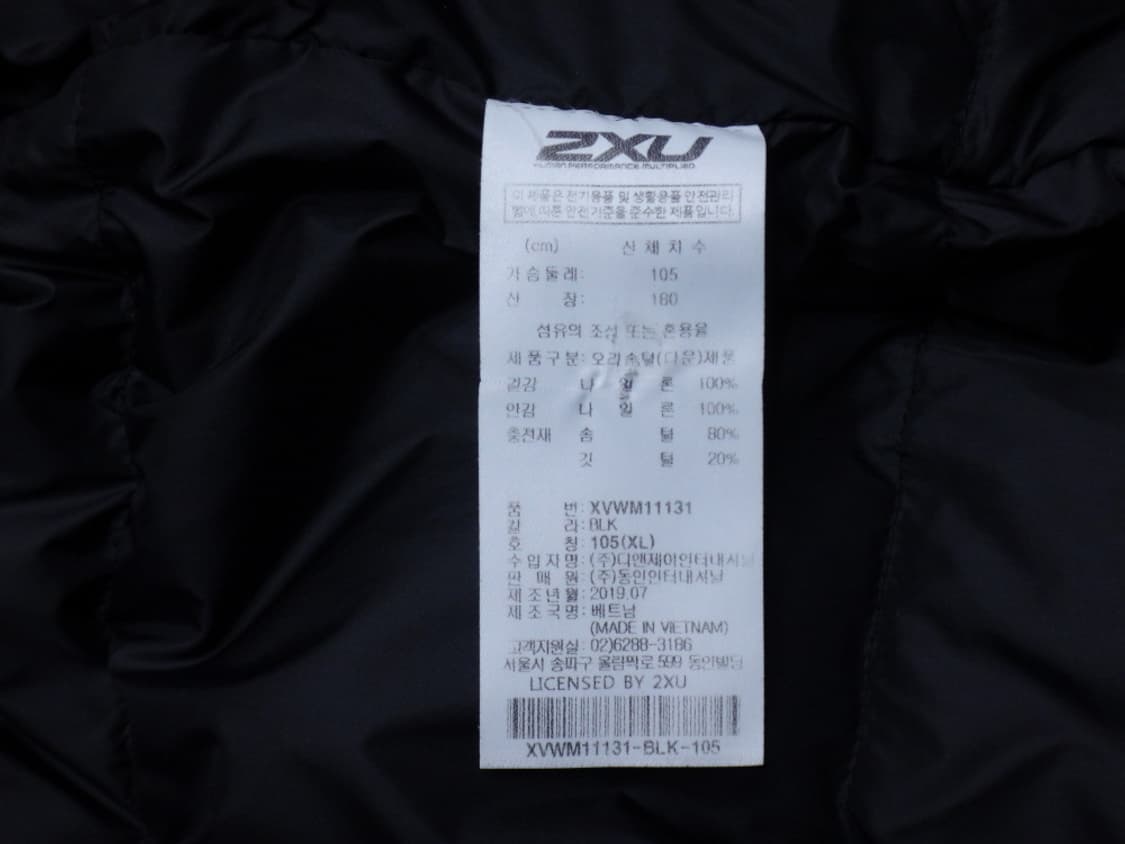 2XU
HUMAN PERFORMANCE MULTIPLIED
이 제품은 전기용품 및 생활용품 안전관리
법에 따른 안전기준을 준수한 제품입니다.
(cm) 신 체 치 수
가슴둘레: 105
신 장: 180
섬유의 조성 또는 혼용율
제품구분: 오리솜털(다운)제품
겉감 나 일 론 100%
안감 나 일 론 100%
충전재 솜 털 80%
깃 털 20%
품 번: XVWM11131
칼 라: BLK
호 칭: 105(XL)
수입자명: (주)디앤제이인터내셔날
판 매 원: (주)동인인터내셔날
제조년월: 2019.07
제조국명: 베트남
(MADE IN VIETNAM)
고객지원실: 02)6288-3186
서울시 송파구 올림픽로 599 동인빌딩
LICENSED BY 2XU
XVWM11131-BLK-105